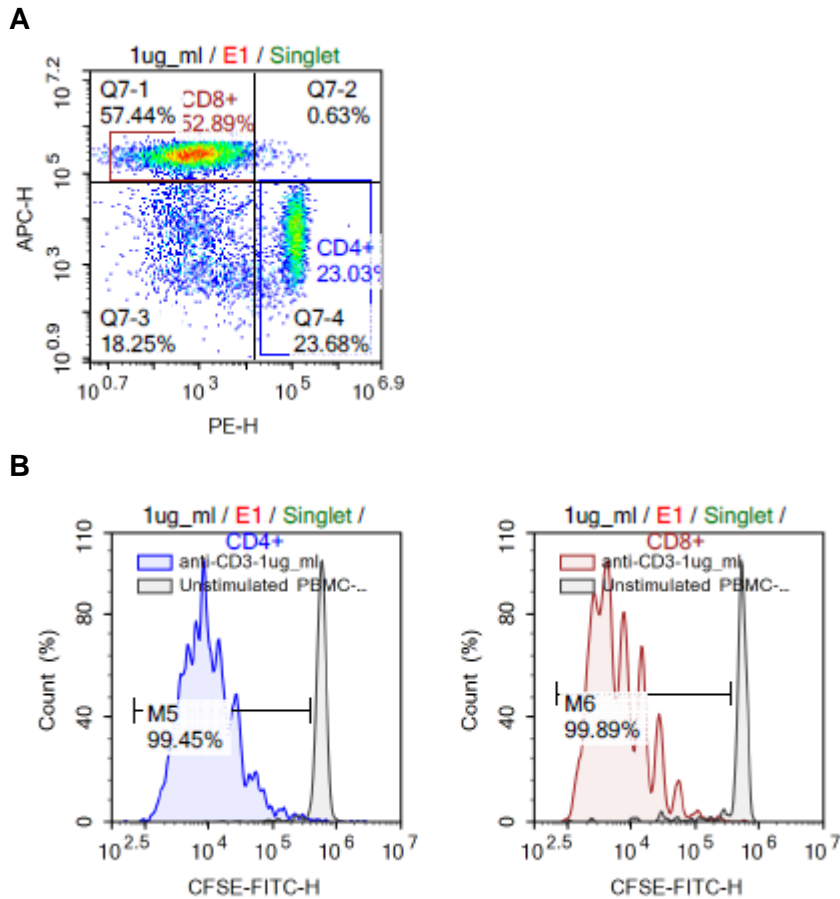 A
1ug_ml / E1 / Singlet
Q7-1
57.44%
CD8+
52.89%
Q7-2
0.63%
CD4+
23.03%
Q7-3
18.25%
Q7-4
23.68%
10^7.2
10^5
10^3
10^0.9
APC-H
10^0.7 10^3 10^5 10^6.9
PE-H
B
1ug_ml / E1 / Singlet /
CD4+
anti-CD3-1ug_ml
Unstimulated PBMC-...
M5
99.45%
110
80
40
0
Count (%)
10^2.5 10^4 10^5 10^6 10^7
CFSE-FITC-H
1ug_ml / E1 / Singlet /
CD8+
anti-CD3-1ug_ml
Unstimulated PBMC-...
M6
99.89%
110
80
40
0
Count (%)
10^2.5 10^4 10^5 10^6 10^7
CFSE-FITC-H